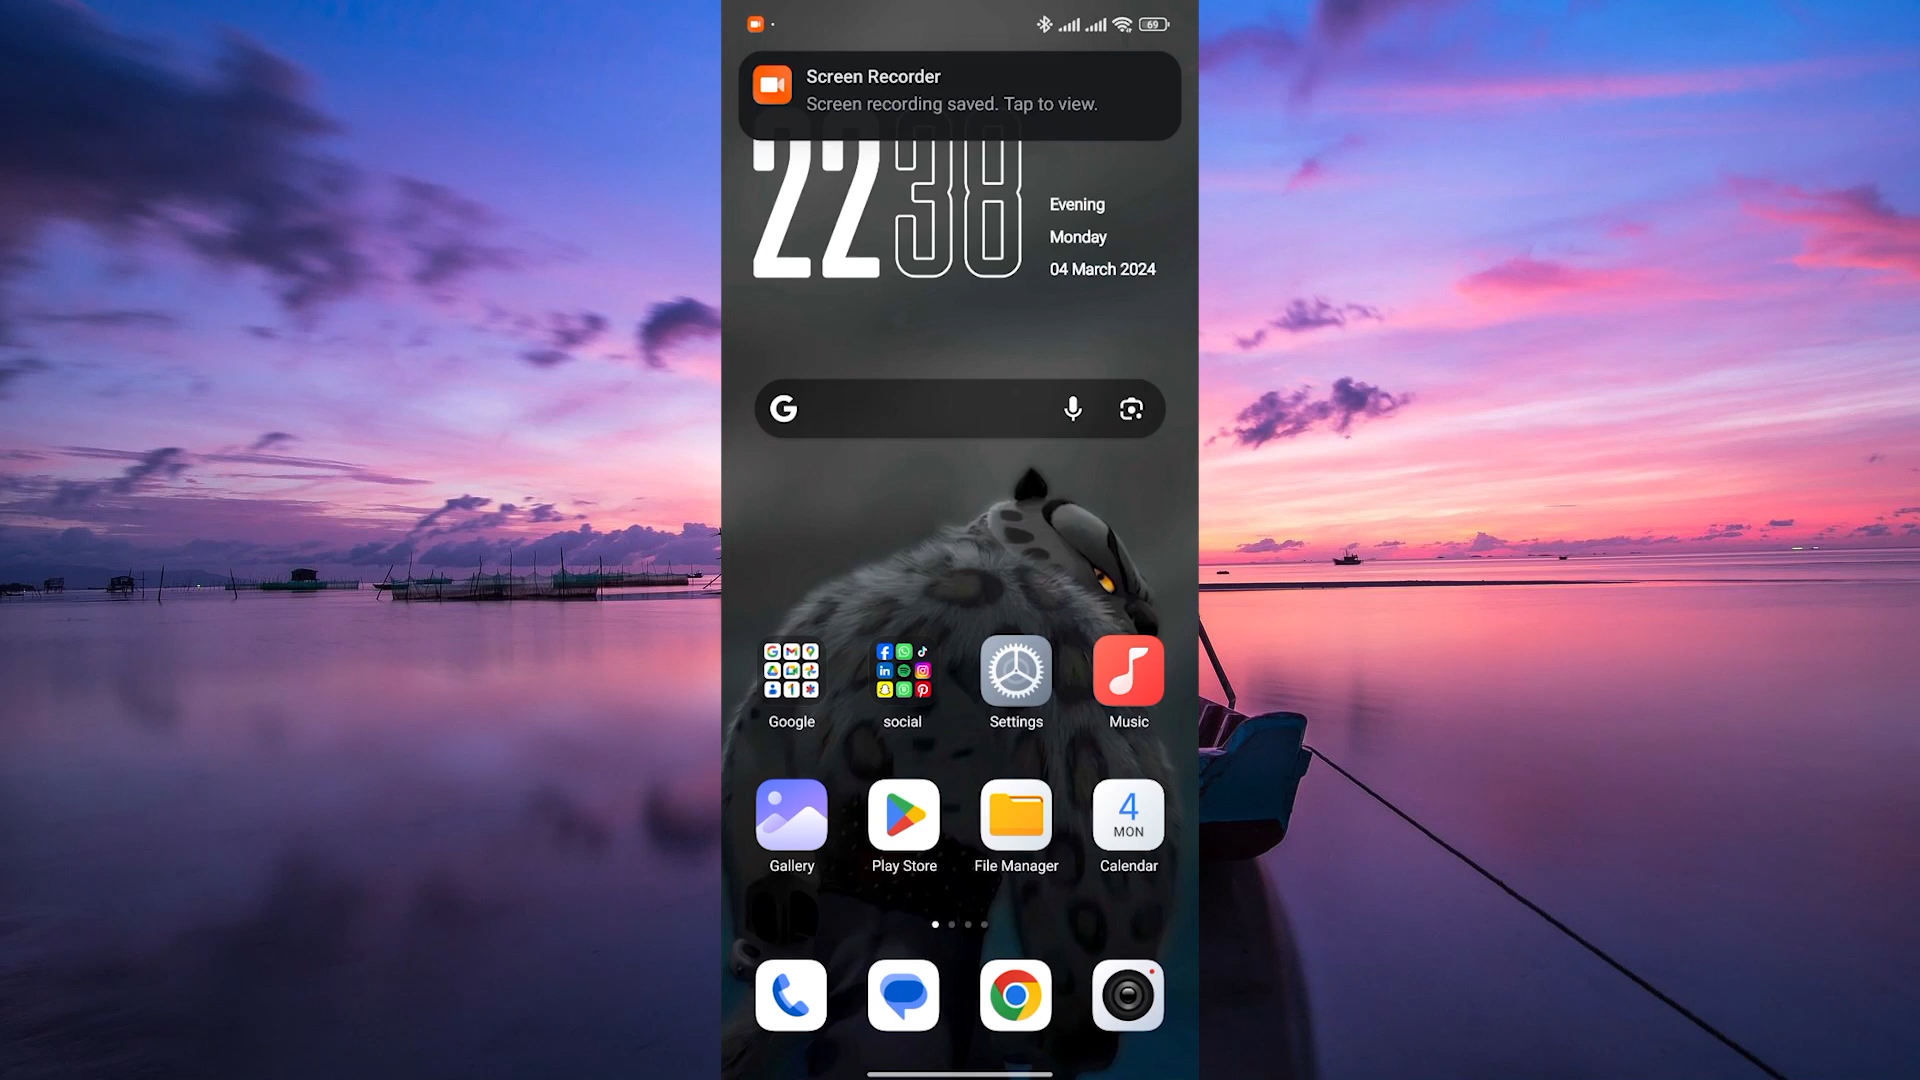 69
Screen Recorder
Screen recording saved. Tap to view.
22 38
Evening
Monday
04 March 2024
Google
social
Settings
Music
4
MON
Gallery
Play Store
File Manager
Calendar